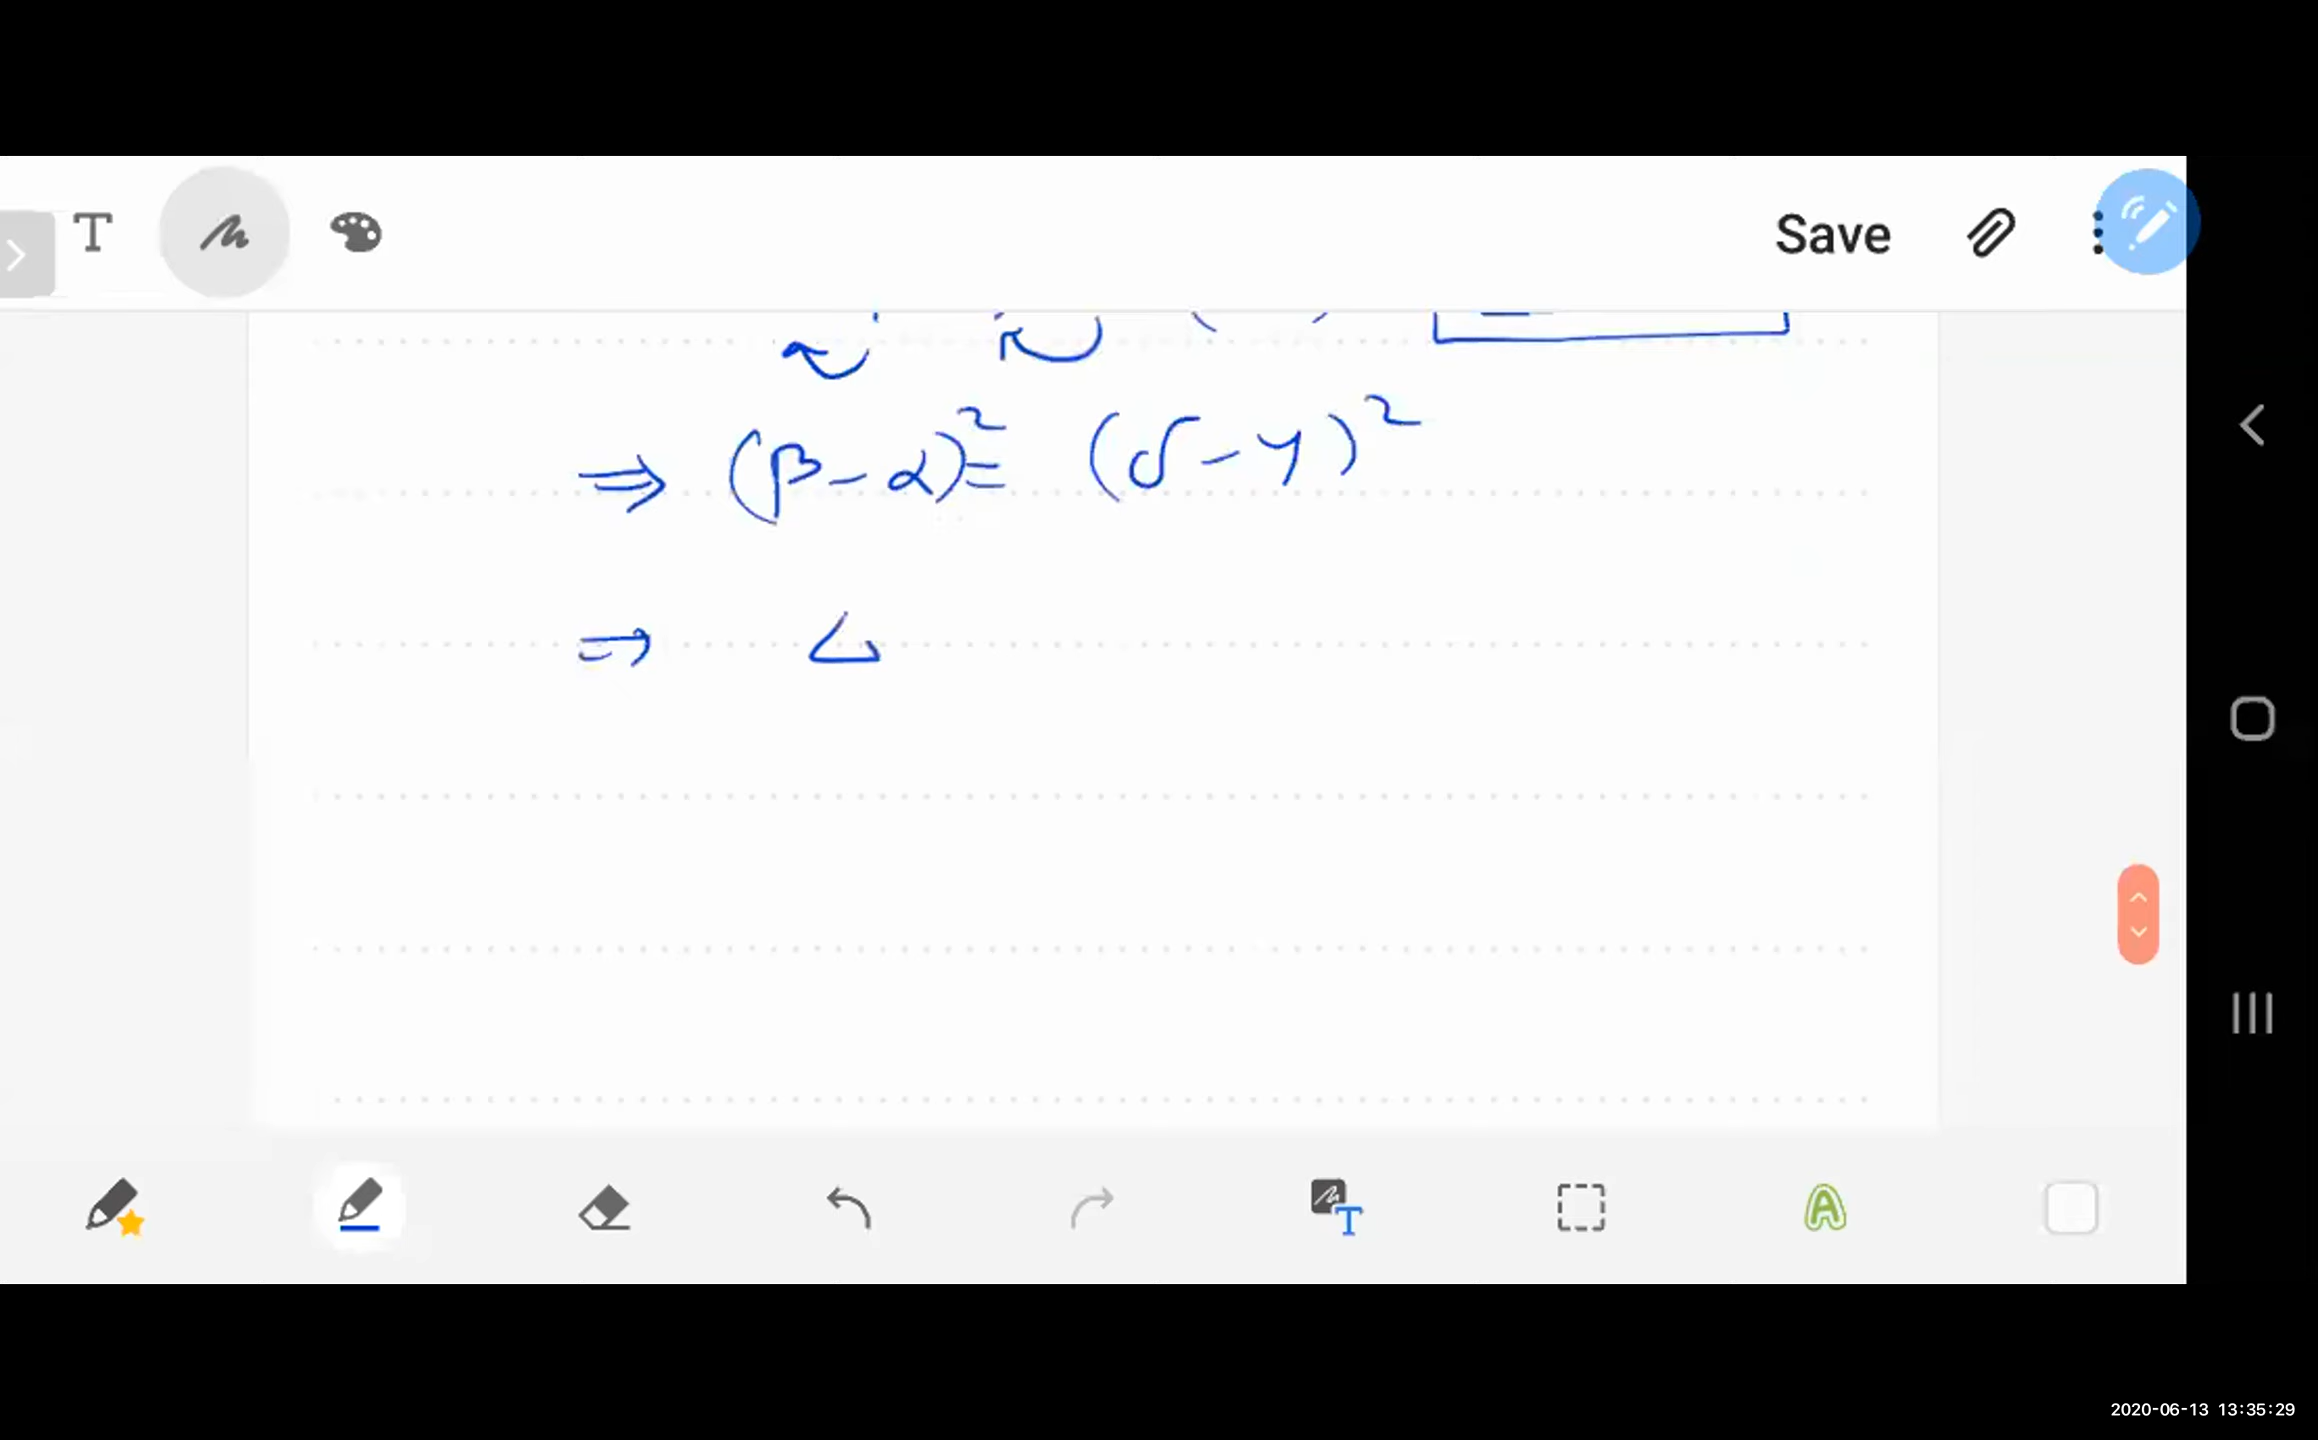 T Save
⇒ (β - α)² = (δ - γ)²
⇒ Δ
T A
2020-06-13 13:35:29